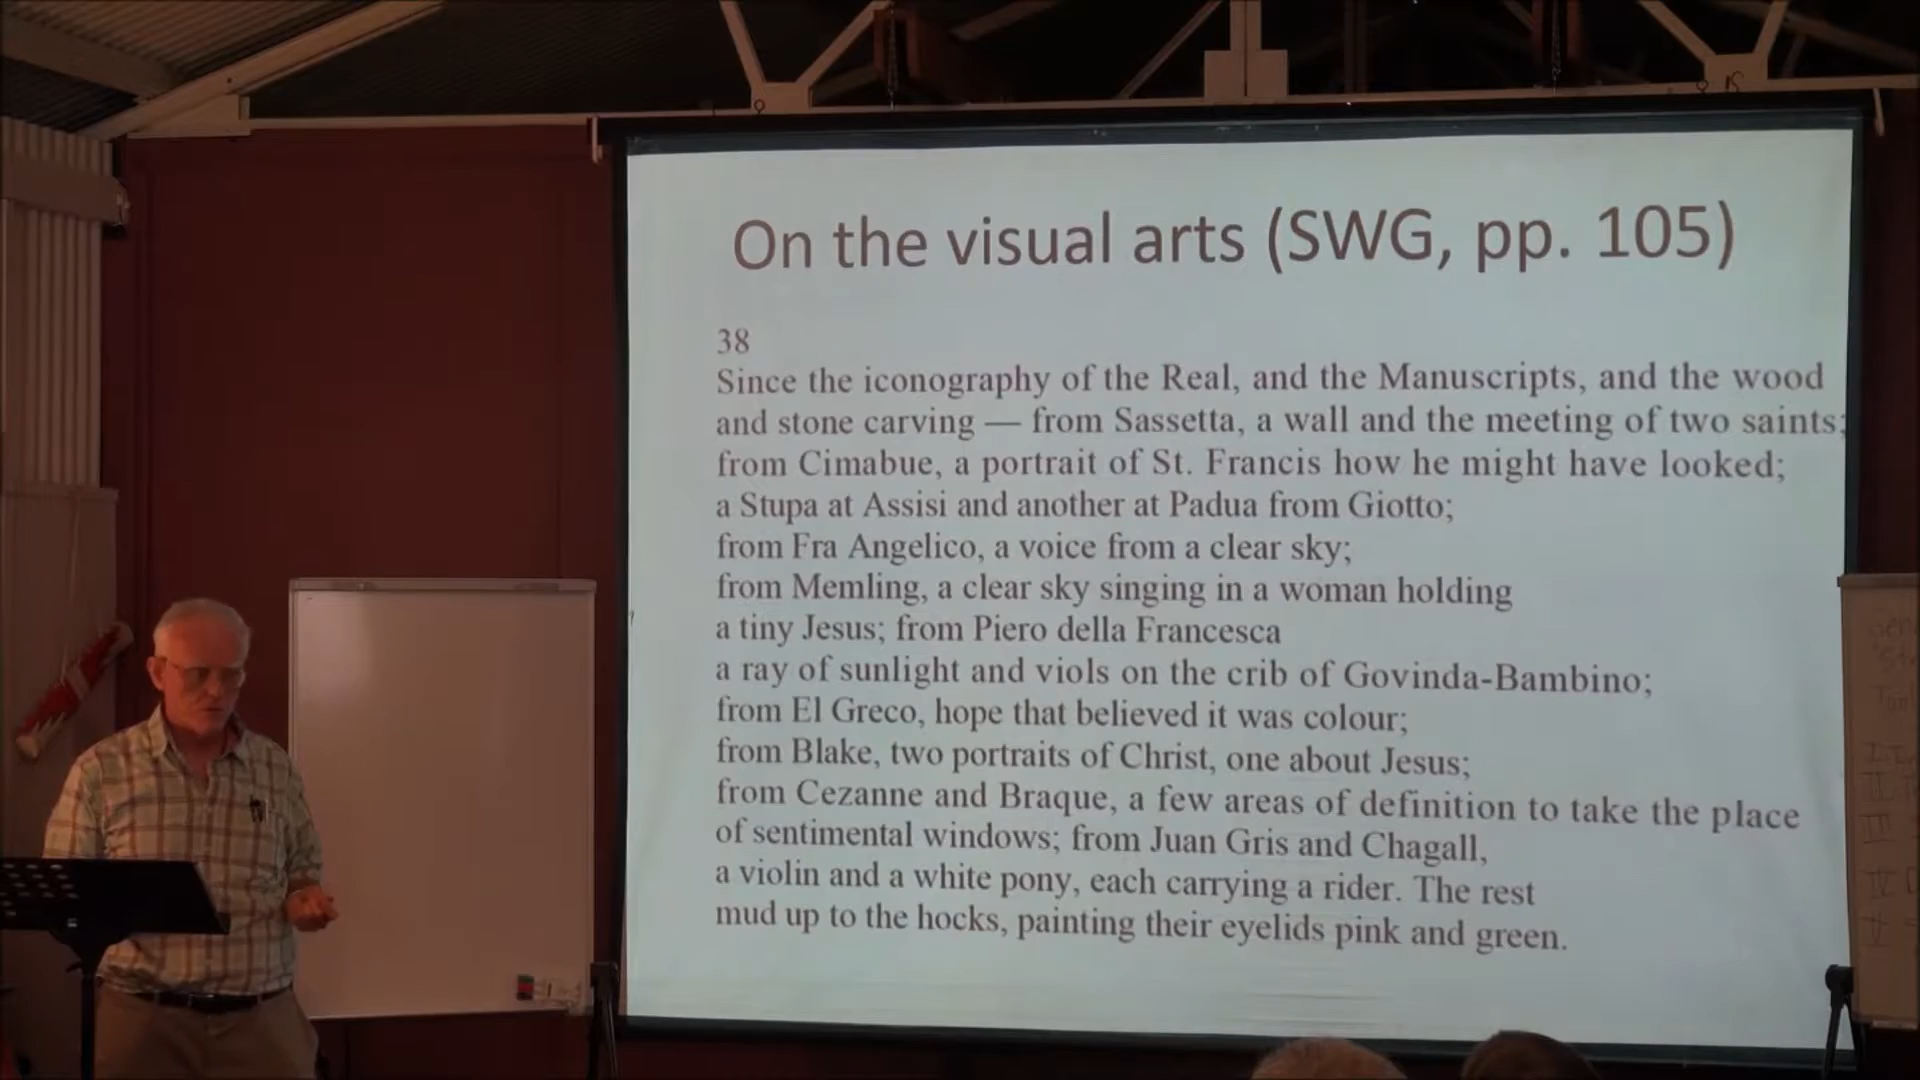 On the visual arts (SWG, pp. 105)
38
Since the iconography of the Real, and the Manuscripts, and the wood
and stone carving — from Sassetta, a wall and the meeting of two saints;
from Cimabue, a portrait of St. Francis how he might have looked;
a Stupa at Assisi and another at Padua from Giotto;
from Fra Angelico, a voice from a clear sky;
from Memling, a clear sky singing in a woman holding
a tiny Jesus; from Piero della Francesca
a ray of sunlight and viols on the crib of Govinda-Bambino;
from El Greco, hope that believed it was colour;
from Blake, two portraits of Christ, one about Jesus;
from Cezanne and Braque, a few areas of definition to take the place
of sentimental windows; from Juan Gris and Chagall,
a violin and a white pony, each carrying a rider. The rest
mud up to the hocks, painting their eyelids pink and green.